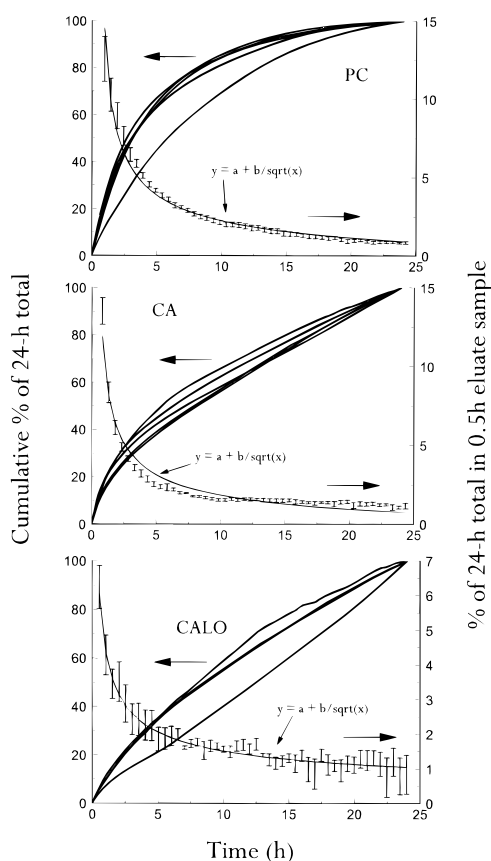 Cumulative % of 24-h total
% of 24-h total in 0.5h eluate sample
100
80
60
40
20
0
15
10
5
0
PC
y = a + b/sqrt(x)
0 5 10 15 20 25
100
80
60
40
20
0
15
10
5
0
CA
y = a + b/sqrt(x)
0 5 10 15 20 25
100
80
60
40
20
0
7
6
5
4
3
2
1
0
CALO
y = a + b/sqrt(x)
0 5 10 15 20 25
Time (h)